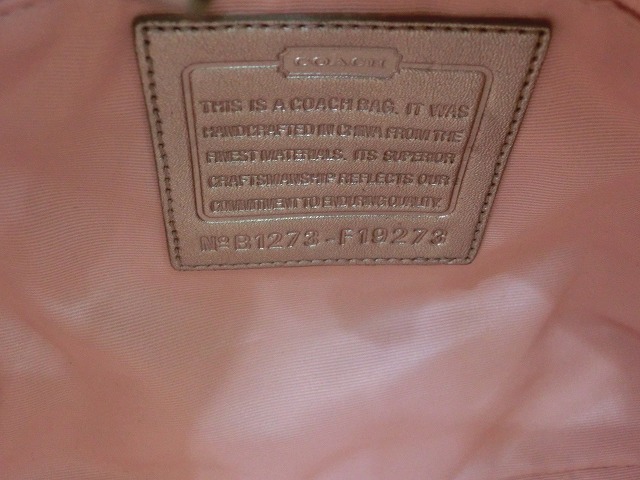 COACH
THIS IS A COACH BAG. IT WAS
HANDCRAFTED IN CHINA FROM THE
FINEST MATERIALS. ITS SUPERIOR
CRAFTSMANSHIP REFLECTS OUR
COMMITMENT TO ENDURING QUALITY.
Nº B1273-F19273